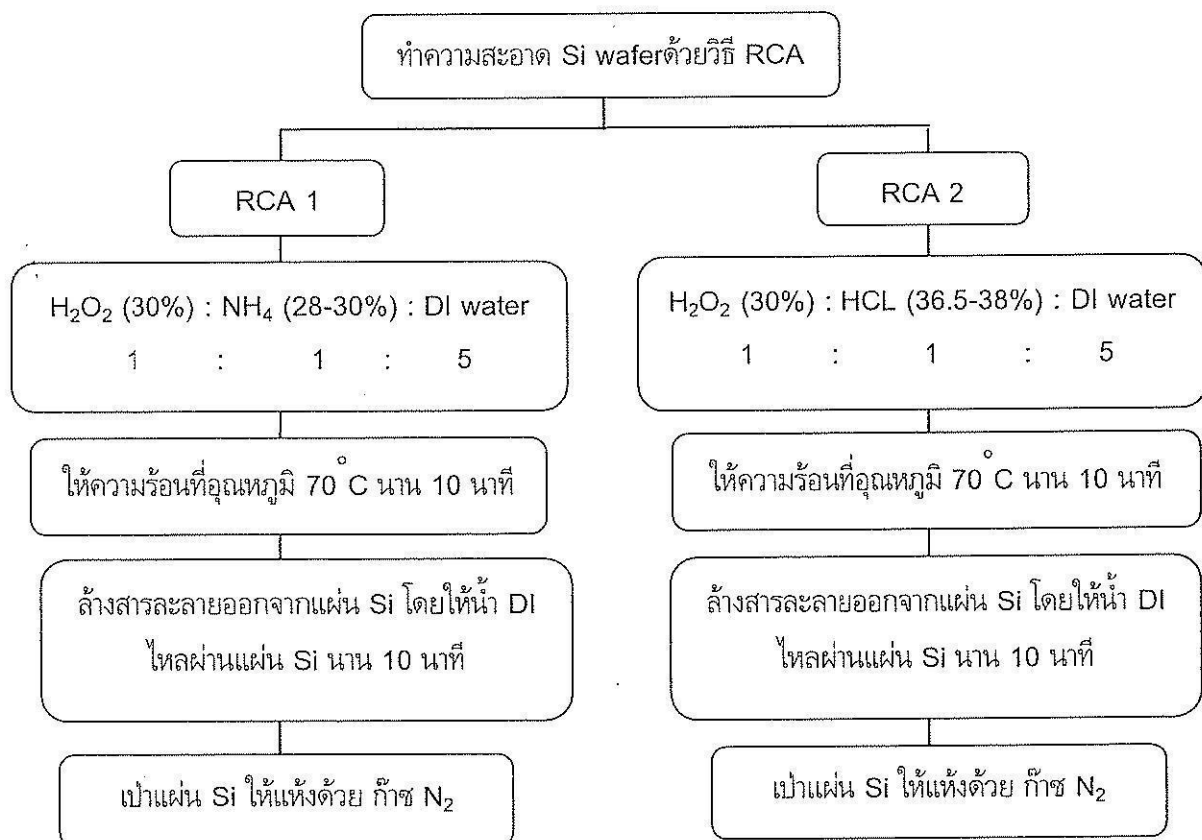 ทำความสะอาด Si waferด้วยวิธี RCA
RCA 1
H₂O₂ (30%) : NH₄ (28-30%) : DI water
1 : 1 : 5
ให้ความร้อนที่อุณหภูมิ 70°C นาน 10 นาที
ล้างสารละลายออกจากแผ่น Si โดยให้น้ำ DI
ไหลผ่านแผ่น Si นาน 10 นาที
เป่าแผ่น Si ให้แห้งด้วย ก๊าซ N₂
RCA 2
H₂O₂ (30%) : HCL (36.5-38%) : DI water
1 : 1 : 5
ให้ความร้อนที่อุณหภูมิ 70°C นาน 10 นาที
ล้างสารละลายออกจากแผ่น Si โดยให้น้ำ DI
ไหลผ่านแผ่น Si นาน 10 นาที
เป่าแผ่น Si ให้แห้งด้วย ก๊าซ N₂